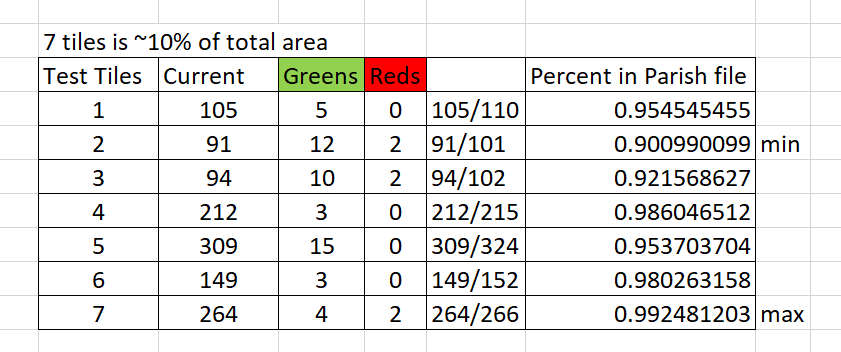 7 tiles is ~10% of total area
Test Tiles Current Greens Reds Percent in Parish file
1 105 5 0 105/110 0.954545455
2 91 12 2 91/101 0.900990099 min
3 94 10 2 94/102 0.921568627
4 212 3 0 212/215 0.986046512
5 309 15 0 309/324 0.953703704
6 149 3 0 149/152 0.980263158
7 264 4 2 264/266 0.992481203 max